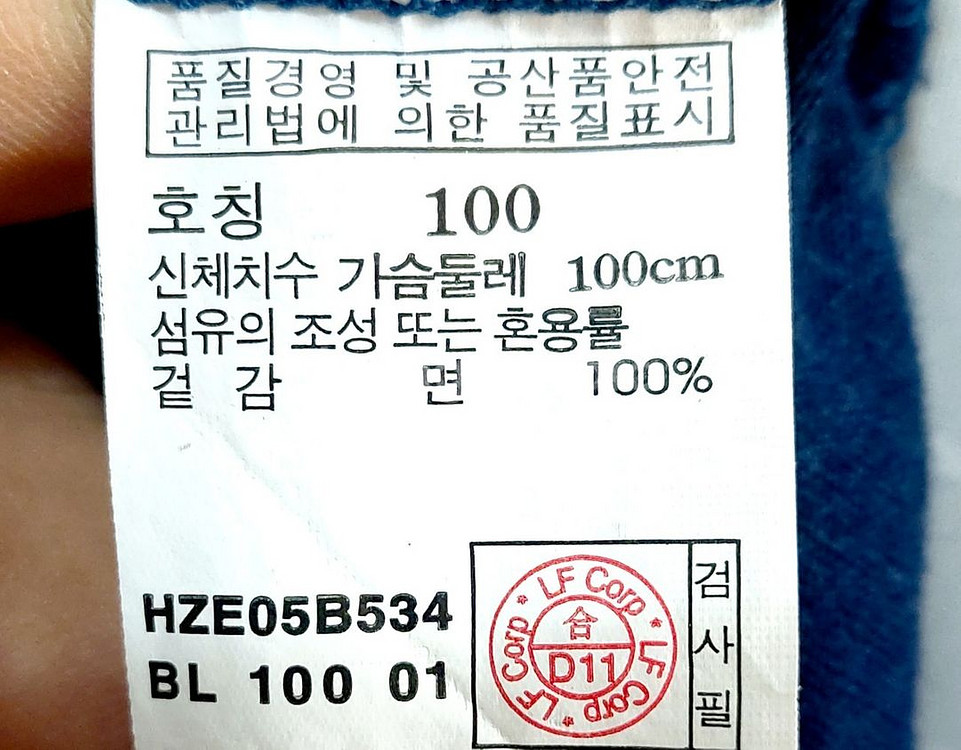 품질경영 및 공산품안전
관리법에 의한 품질표시
호칭 100
신체치수 가슴둘레 100cm
섬유의 조성 또는 혼용률
겉 감 면 100%
HZE05B534
BL 100 01
LF Corp * LF Corp * LF Corp *
合
D11
검사필